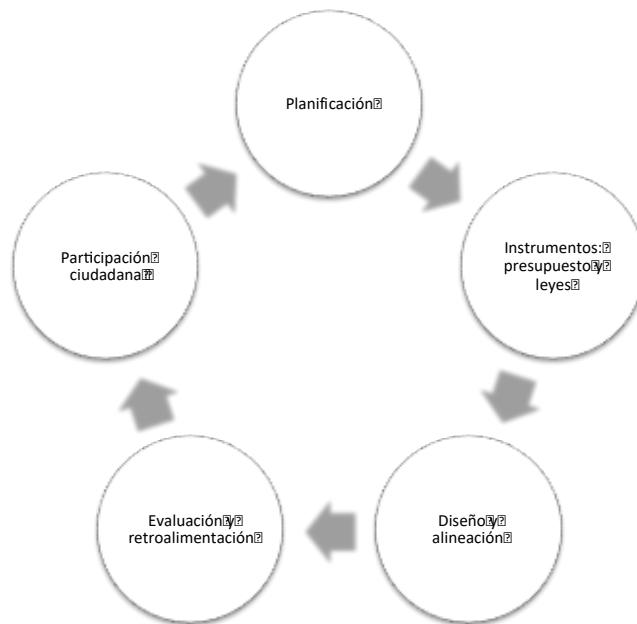 Planificación
Instrumentos:
presupuesto y
leyes
Diseño y
alineación
Evaluación y
retroalimentación
Participación
ciudadana